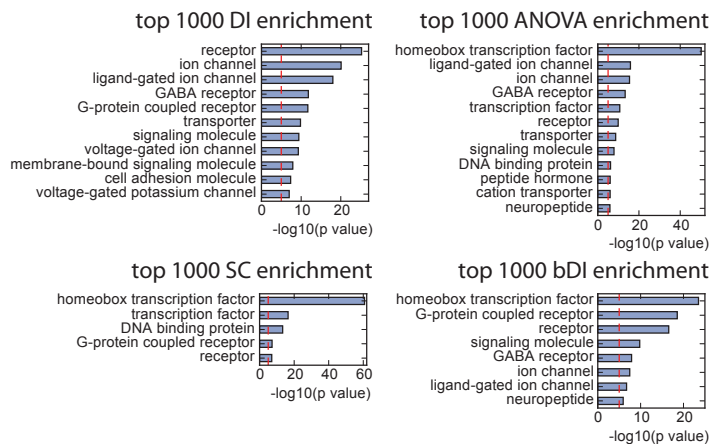 top 1000 DI enrichment
receptor
ion channel
ligand-gated ion channel
GABA receptor
G-protein coupled receptor
transporter
signaling molecule
voltage-gated ion channel
membrane-bound signaling molecule
cell adhesion molecule
voltage-gated potassium channel
0 10 20
-log10(p value)
top 1000 ANOVA enrichment
homeobox transcription factor
ligand-gated ion channel
ion channel
GABA receptor
transcription factor
receptor
transporter
signaling molecule
DNA binding protein
peptide hormone
cation transporter
neuropeptide
0 20 40
-log10(p value)
top 1000 SC enrichment
homeobox transcription factor
transcription factor
DNA binding protein
G-protein coupled receptor
receptor
0 20 40 60
-log10(p value)
top 1000 bDI enrichment
homeobox transcription factor
G-protein coupled receptor
receptor
signaling molecule
GABA receptor
ion channel
ligand-gated ion channel
neuropeptide
0 10 20
-log10(p value)